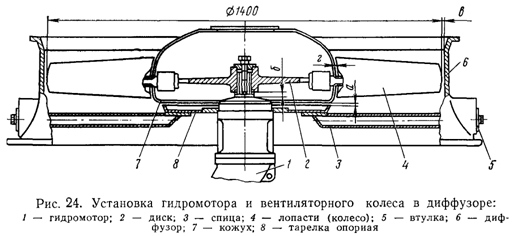 Ф1400
в
б
г
а
6
7
8
1
2
3
4
5
Рис. 24. Установка гидромотора и вентиляторного колеса в диффузоре:
1 — гидромотор; 2 — диск; 3 — спица; 4 — лопасти (колесо); 5 — втулка; 6 — диф-
фузор; 7 — кожух; 8 — тарелка опорная